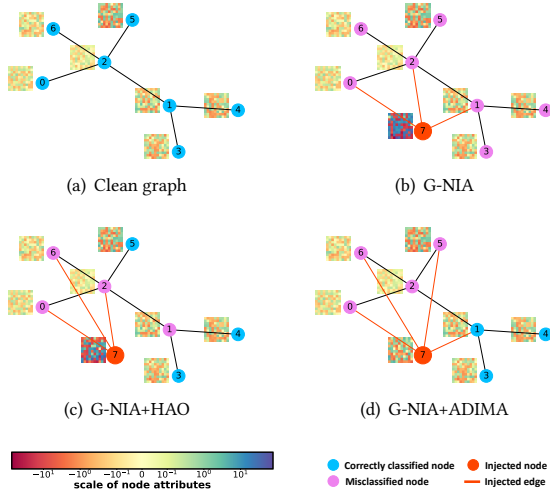 6 5 2 0 1 4 3
6 5 2 0 1 4 7 3
(a) Clean graph
(b) G-NIA
6 5 2 0 1 4 7 3
6 5 2 0 1 4 7 3
(c) G-NIA+HAO
(d) G-NIA+ADIMA
−10¹ −10⁰ −10⁻¹ 0 10⁻¹ 10⁰ 10¹
scale of node attributes
Correctly classified node
Injected node
Misclassified node
Injected edge